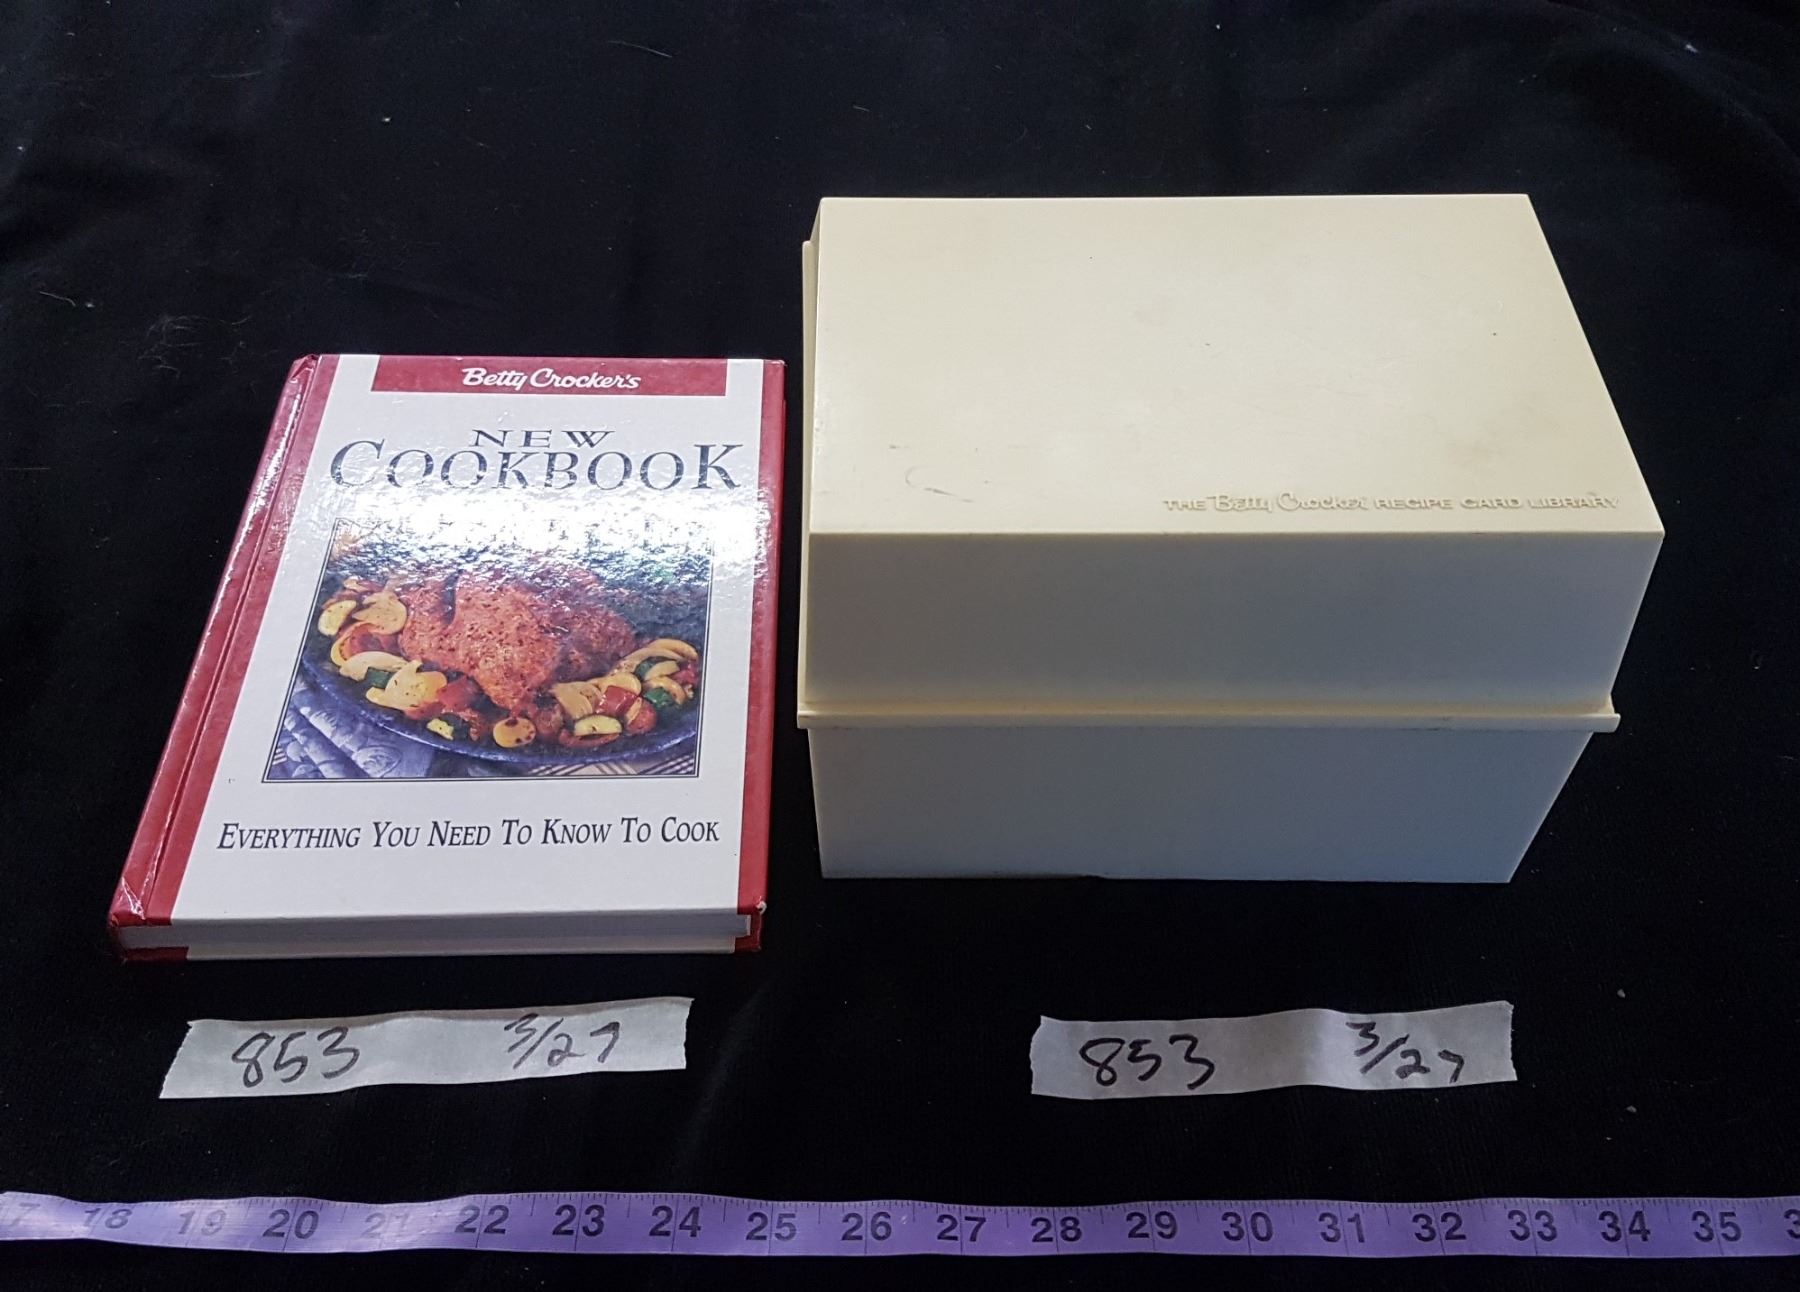 Betty Crocker's
NEW
COOKBOOK
EVERYTHING YOU NEED TO KNOW TO COOK
THE Betty Crocker RECIPE CARD LIBRARY
853 3/27
853 3/27
18 19 20 21 22 23 24 25 26 27 28 29 30 31 32 33 34 35